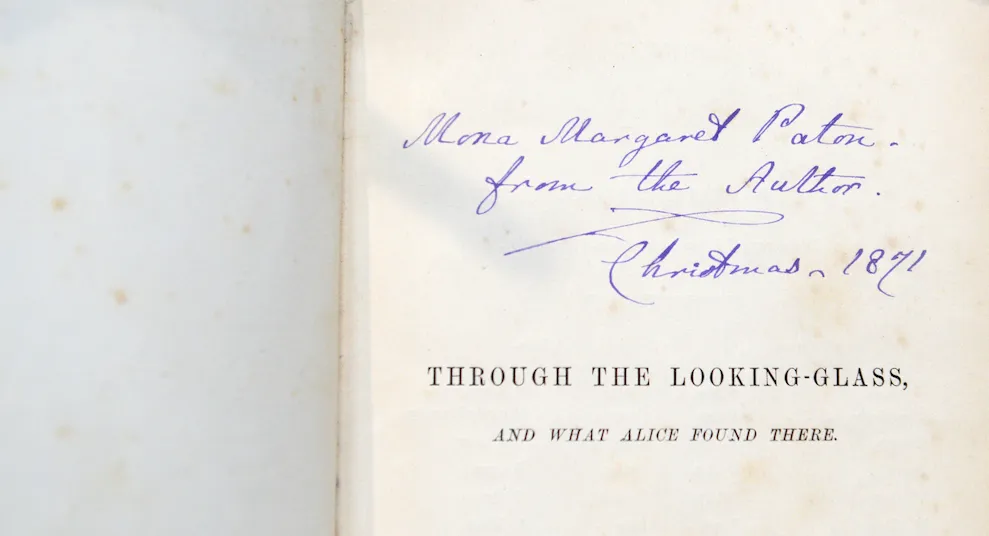 Mona Margaret Paton.
from the Author.
Christmas, 1871
THROUGH THE LOOKING-GLASS,
AND WHAT ALICE FOUND THERE.